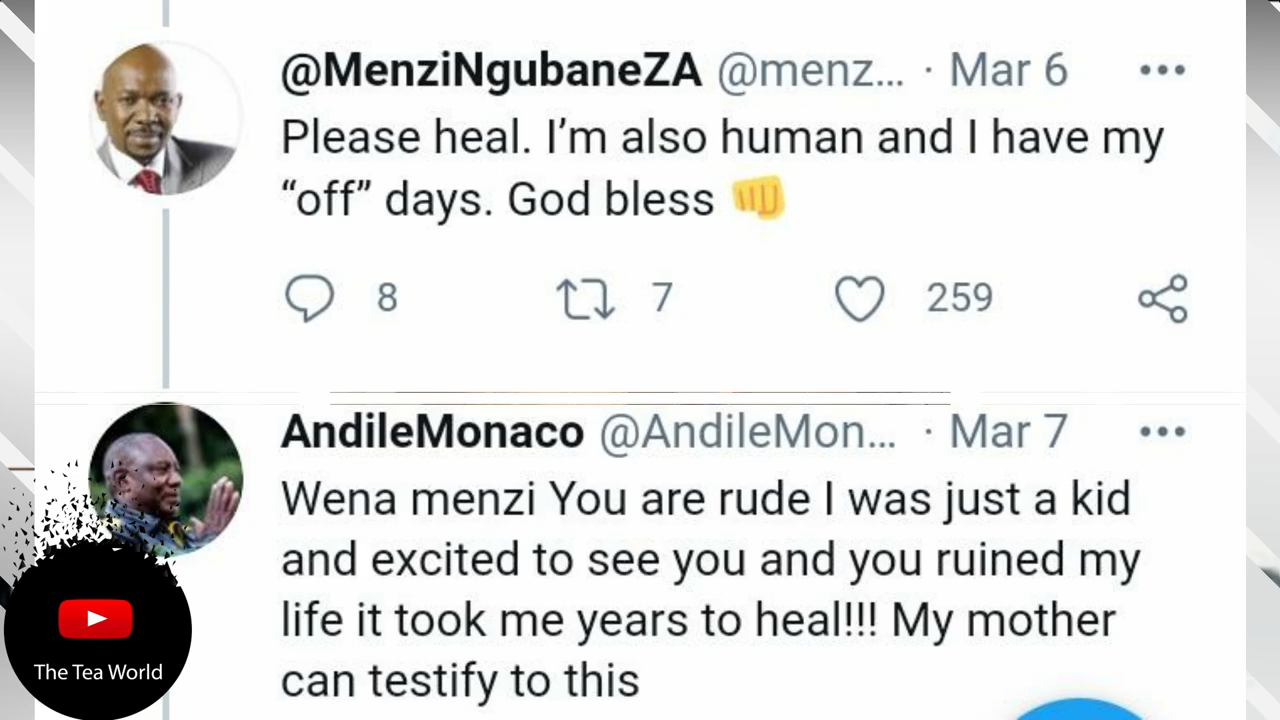 @MenziNgubaneZA @menz... · Mar 6
Please heal. I’m also human and I have my
“off” days. God bless 👊
8 7 259
AndileMonaco @AndileMon... · Mar 7
Wena menzi You are rude I was just a kid
and excited to see you and you ruined my
life it took me years to heal!!! My mother
can testify to this
The Tea World